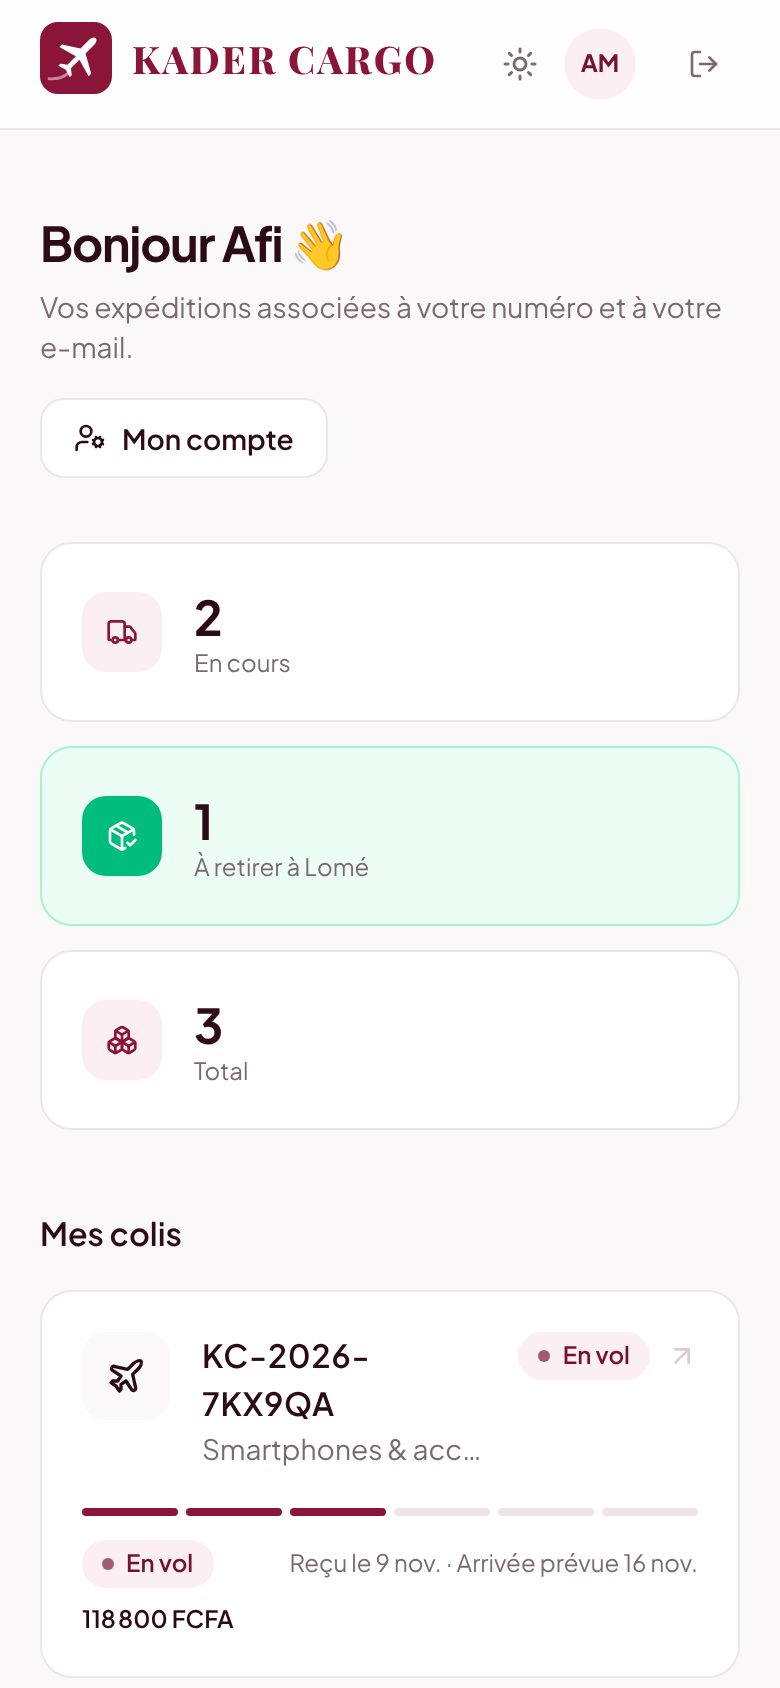 KADER CARGO
AM
Bonjour Afi 👋
Vos expéditions associées à votre numéro et à votre
e-mail.
Mon compte
2
En cours
1
À retirer à Lomé
3
Total
Mes colis
KC-2026-
7KX9QA
En vol
Smartphones & acc...
En vol
Reçu le 9 nov. · Arrivée prévue 16 nov.
118 800 FCFA